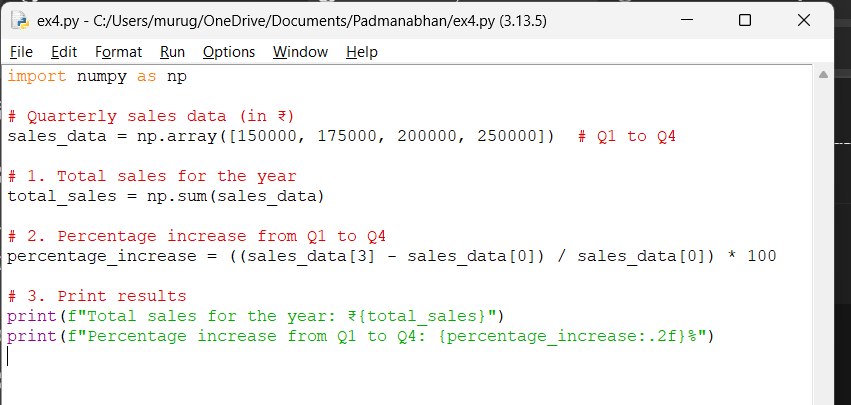 ex4.py - C:/Users/murug/OneDrive/Documents/Padmanabhan/ex4.py (3.13.5)
File Edit Format Run Options Window Help
import numpy as np
# Quarterly sales data (in ₹)
sales_data = np.array([150000, 175000, 200000, 250000])  # Q1 to Q4
# 1. Total sales for the year
total_sales = np.sum(sales_data)
# 2. Percentage increase from Q1 to Q4
percentage_increase = ((sales_data[3] - sales_data[0]) / sales_data[0]) * 100
# 3. Print results
print(f"Total sales for the year: ₹{total_sales}")
print(f"Percentage increase from Q1 to Q4: {percentage_increase:.2f}%")